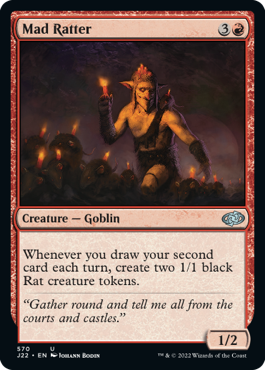 Mad Ratter 3
Creature — Goblin
Whenever you draw your second
card each turn, create two 1/1 black
Rat creature tokens.
“Gather round and tell me all from the
courts and castles.”
1/2
570 U
J22 • EN Johann Bodin
™ & © 2022 Wizards of the Coast